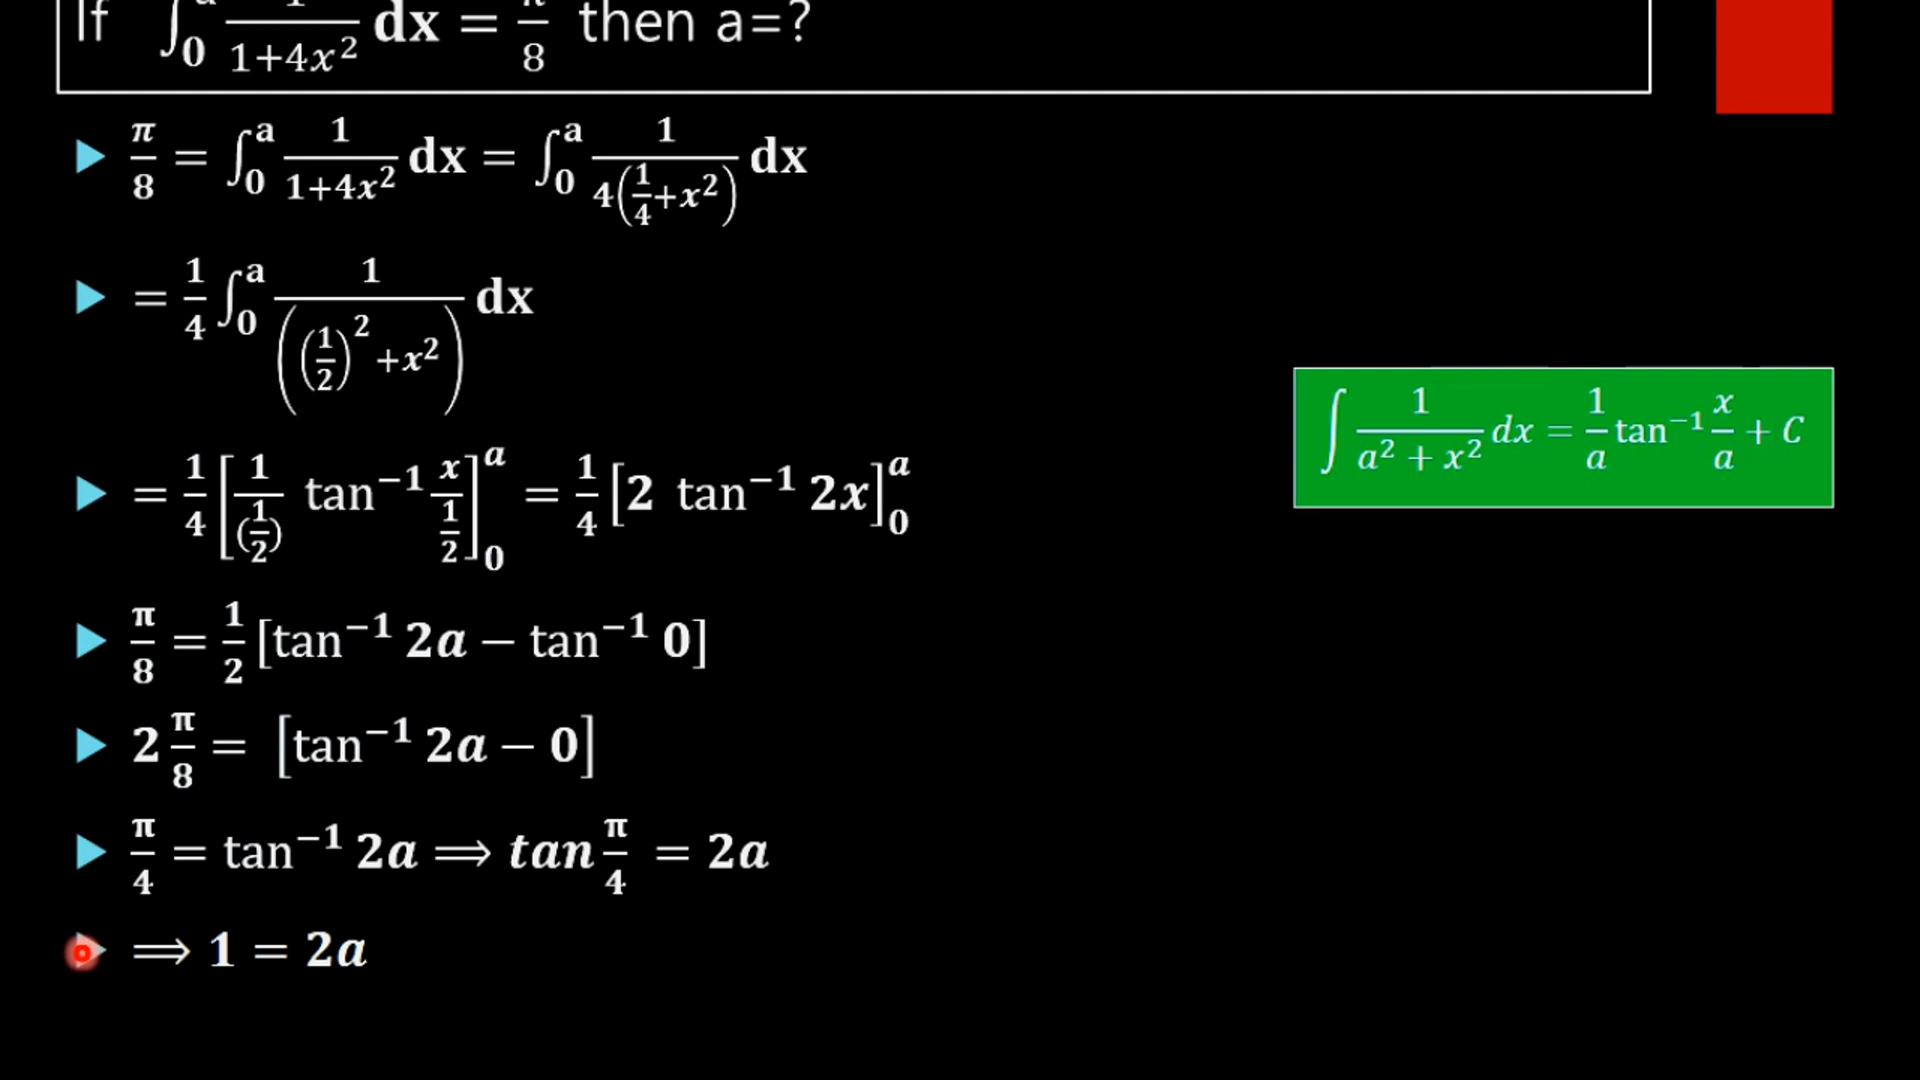 If ∫₀ᵃ 1/(1+4x²) dx = π/8 then a=?
π/8 = ∫₀ᵃ 1/(1+4x²) dx = ∫₀ᵃ 1/(4(1/4+x²)) dx
= 1/4 ∫₀ᵃ 1/((1/2)²+x²) dx
∫ 1/(a² + x²) dx = 1/a tan⁻¹ x/a + C
= 1/4 [1/(1/2) tan⁻¹ x/(1/2)]₀ᵃ = 1/4 [2 tan⁻¹ 2x]₀ᵃ
π/8 = 1/2 [tan⁻¹ 2a − tan⁻¹ 0]
2 π/8 = [tan⁻¹ 2a − 0]
π/4 = tan⁻¹ 2a ⟹ tan π/4 = 2a
⟹ 1 = 2a